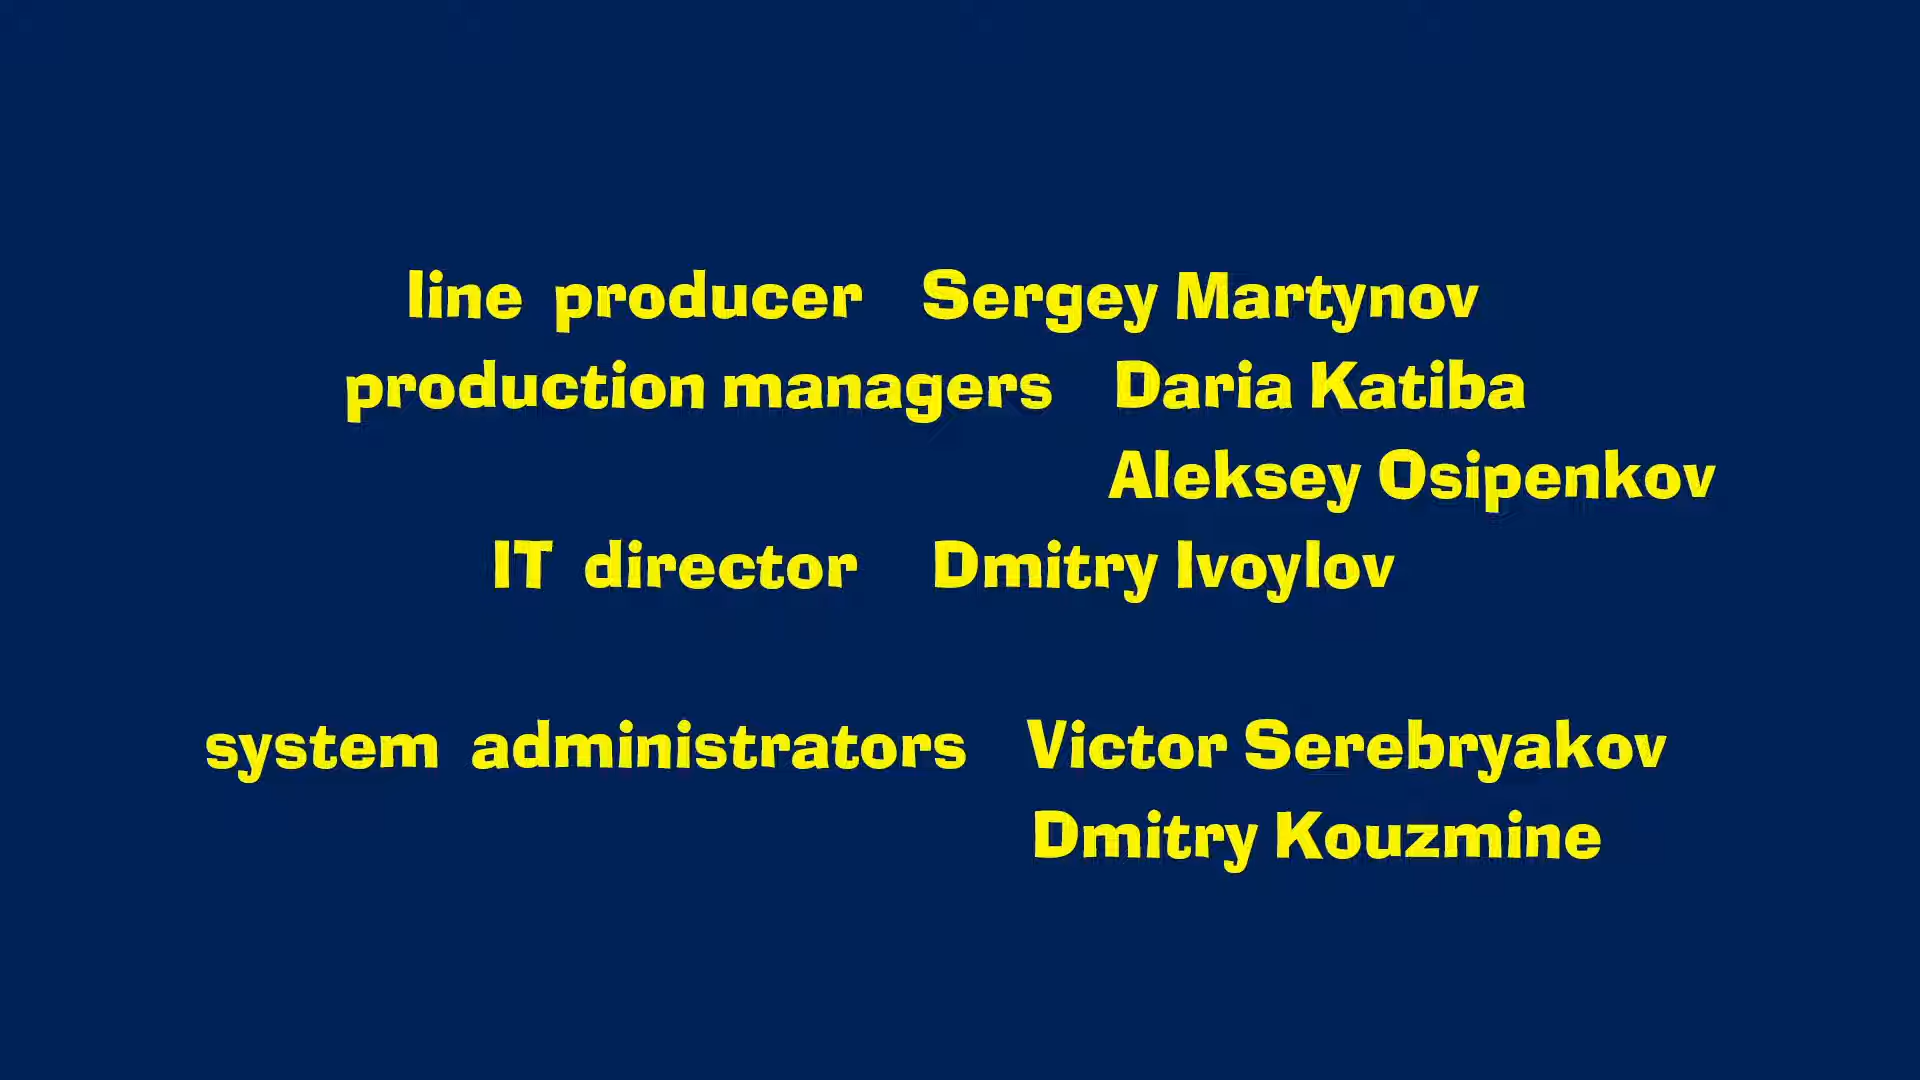 line producer Sergey Martynov
production managers Daria Katiba
Aleksey Osipenkov
IT director Dmitry Ivoylov
system administrators Victor Serebryakov
Dmitry Kouzmine